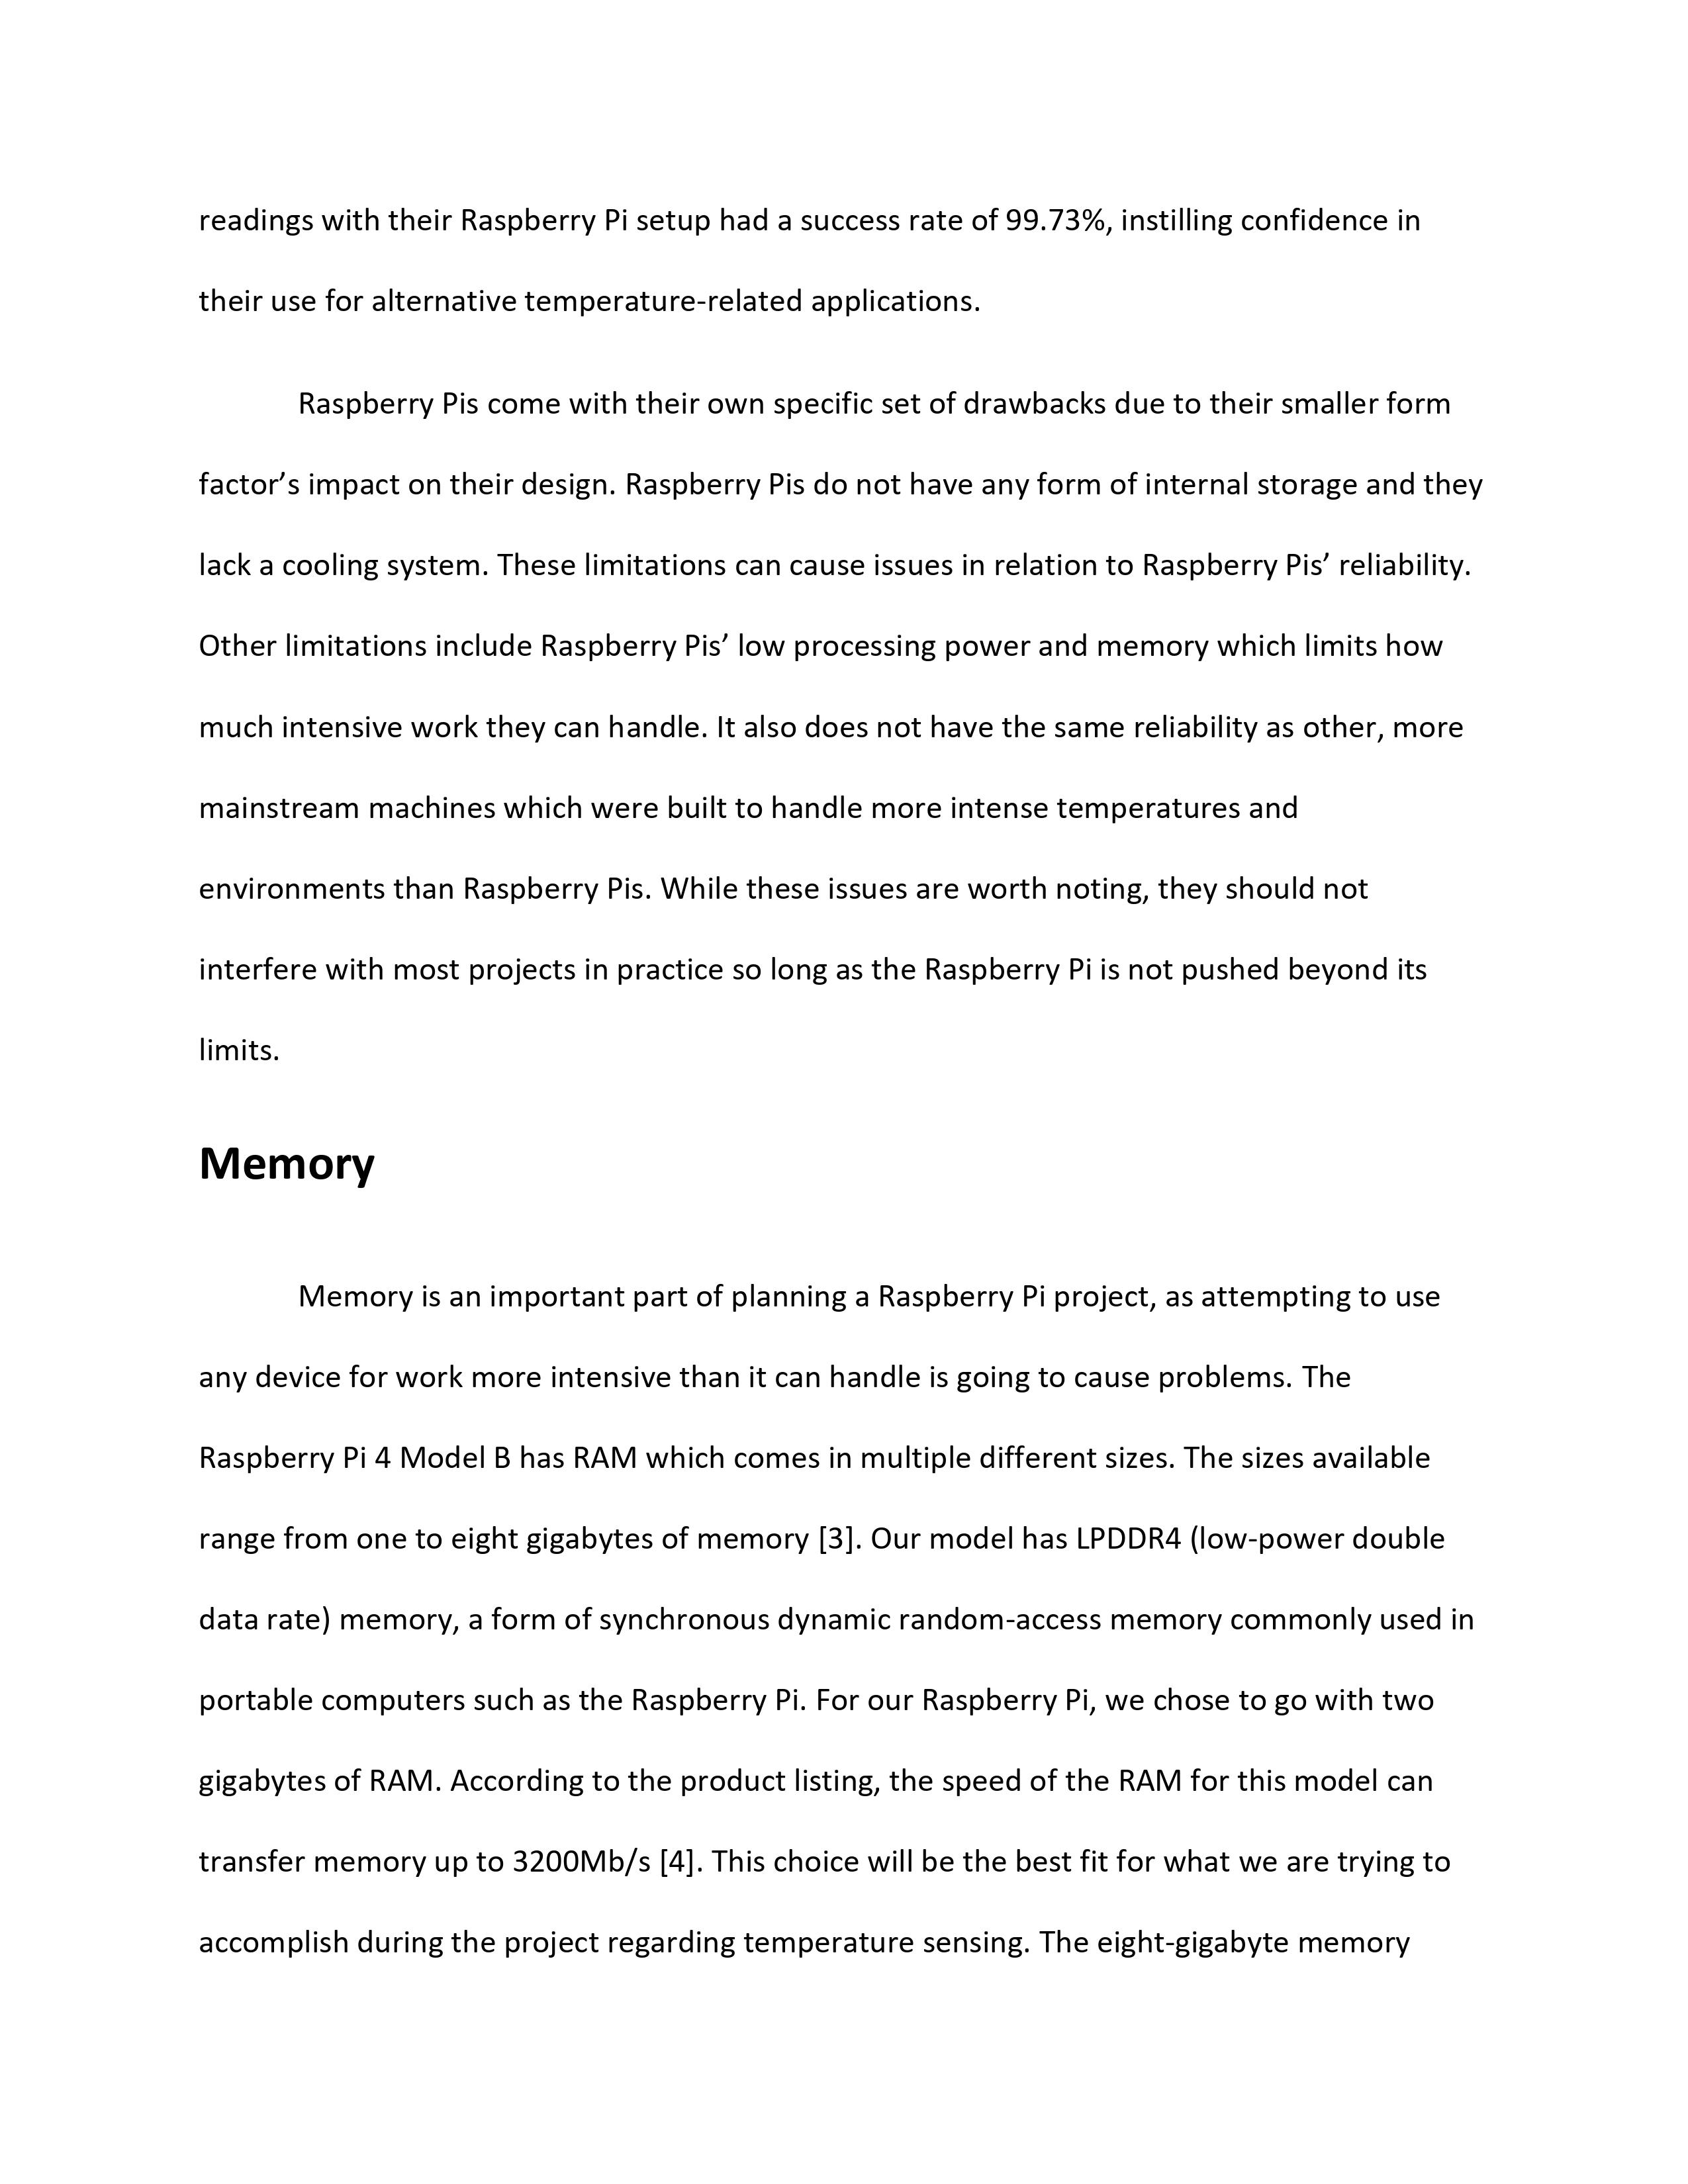 readings with their Raspberry Pi setup had a success rate of 99.73%, instilling confidence in
their use for alternative temperature-related applications.
Raspberry Pis come with their own specific set of drawbacks due to their smaller form
factor’s impact on their design. Raspberry Pis do not have any form of internal storage and they
lack a cooling system. These limitations can cause issues in relation to Raspberry Pis’ reliability.
Other limitations include Raspberry Pis’ low processing power and memory which limits how
much intensive work they can handle. It also does not have the same reliability as other, more
mainstream machines which were built to handle more intense temperatures and
environments than Raspberry Pis. While these issues are worth noting, they should not
interfere with most projects in practice so long as the Raspberry Pi is not pushed beyond its
limits.
Memory
Memory is an important part of planning a Raspberry Pi project, as attempting to use
any device for work more intensive than it can handle is going to cause problems. The
Raspberry Pi 4 Model B has RAM which comes in multiple different sizes. The sizes available
range from one to eight gigabytes of memory [3]. Our model has LPDDR4 (low-power double
data rate) memory, a form of synchronous dynamic random-access memory commonly used in
portable computers such as the Raspberry Pi. For our Raspberry Pi, we chose to go with two
gigabytes of RAM. According to the product listing, the speed of the RAM for this model can
transfer memory up to 3200Mb/s [4]. This choice will be the best fit for what we are trying to
accomplish during the project regarding temperature sensing. The eight-gigabyte memory